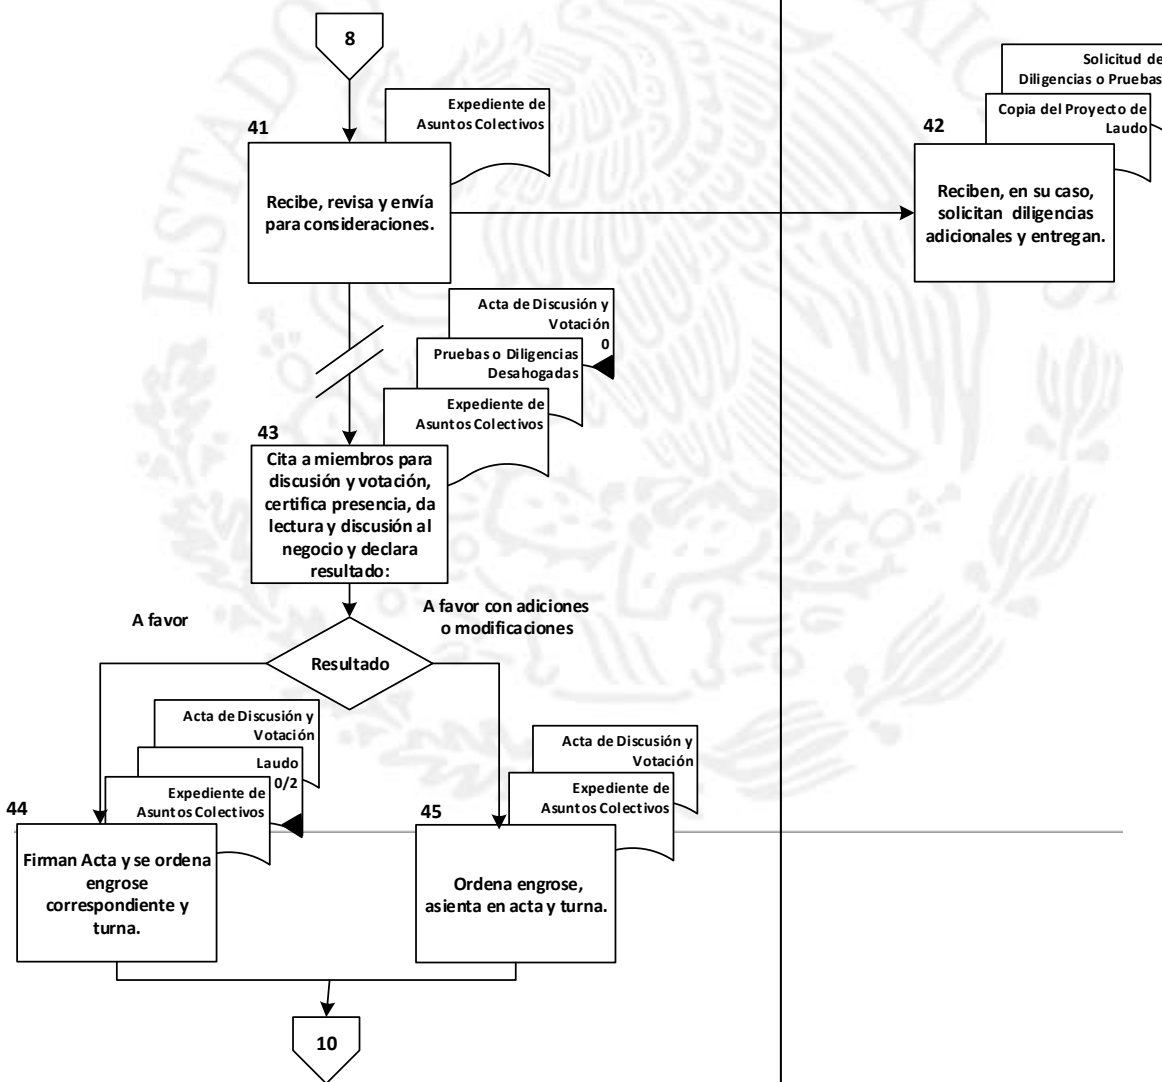 8
Expediente de
Asuntos Colectivos
41
Recibe, revisa y envía
para consideraciones.
Solicitud de
Diligencias o Pruebas
Copia del Proyecto de
Laudo
42
Reciben, en su caso,
solicitan diligencias
adicionales y entregan.
Acta de Discusión y
Votación
0
Pruebas o Diligencias
Desahogadas
Expediente de
Asuntos Colectivos
43
Cita a miembros para
discusión y votación,
certifica presencia, da
lectura y discusión al
negocio y declara
resultado:
A favor
A favor con adiciones
o modificaciones
Resultado
Acta de Discusión y
Votación
Laudo
0/2
Expediente de
Asuntos Colectivos
44
Firman Acta y se ordena
engrose
correspondiente y
turna.
Acta de Discusión y
Votación
Expediente de
Asuntos Colectivos
45
Ordena engrose,
asienta en acta y turna.
10